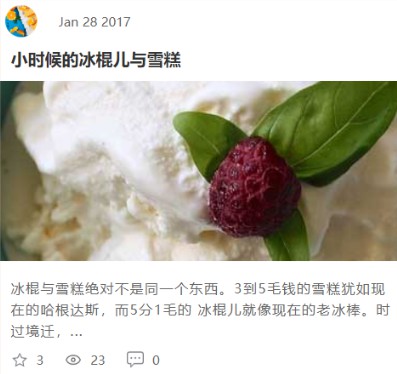 Jan 28 2017
小时候的冰棍儿与雪糕
冰棍与雪糕绝对不是同一个东西。3到5毛钱的雪糕犹如现
在的哈根达斯，而5分1毛的 冰棍儿就像现在的老冰棒。时
过境迁，...
3 23 0